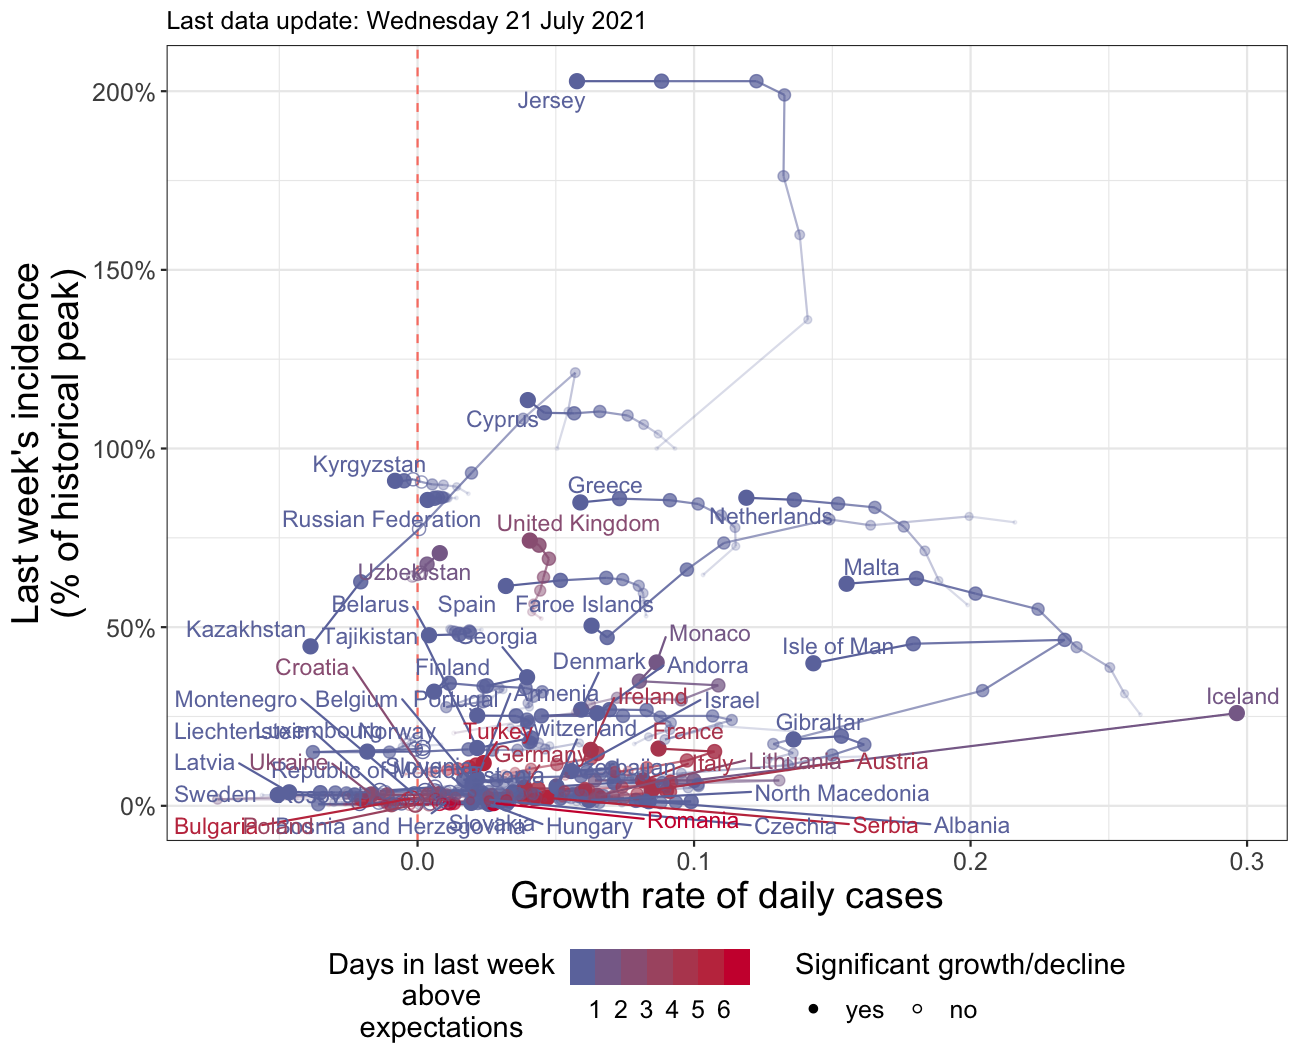 Last data update: Wednesday 21 July 2021
Last week's incidence
(% of historical peak)
200%
150%
100%
50%
0%
Jersey
Cyprus
Kyrgyzstan
Greece
Russian Federation
United Kingdom
Netherlands
Uzbekistan
Malta
Belarus
Spain
Faroe Islands
Kazakhstan
Tajikistan
Georgia
Monaco
Isle of Man
Croatia
Finland
Denmark
Andorra
Montenegro
Belgium
Portugal
Armenia
Ireland
Israel
Iceland
Liechtenstein
Luxembourg
Norway
Turkey
Switzerland
France
Gibraltar
Latvia
Ukraine
Republic of Moldova
Slovenia
Germany
Estonia
Azerbaijan
Italy
Lithuania
Austria
Sweden
North Macedonia
Bulgaria
Poland
Bosnia and Herzegovina
Slovakia
Hungary
Romania
Czechia
Serbia
Albania
0.0
0.1
0.2
0.3
Growth rate of daily cases
Days in last week
above
expectations
1 2 3 4 5 6
Significant growth/decline
yes
no